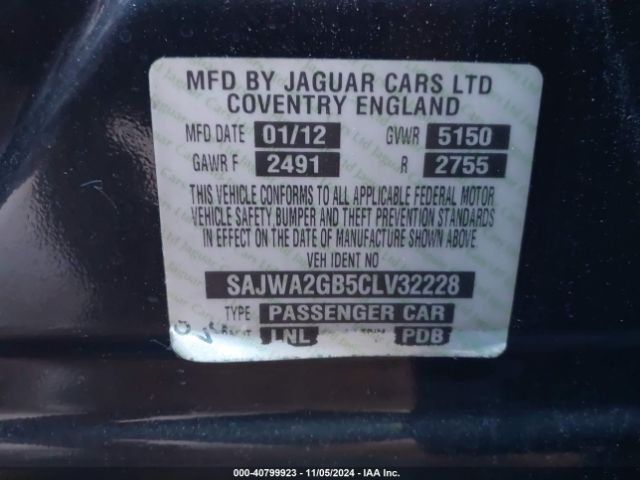 MFD BY JAGUAR CARS LTD
COVENTRY ENGLAND
MFD DATE 01/12 GVWR 5150
GAWR F 2491 R 2755
THIS VEHICLE CONFORMS TO ALL APPLICABLE FEDERAL MOTOR
VEHICLE SAFETY BUMPER AND THEFT PREVENTION STANDARDS
IN EFFECT ON THE DATE OF MANUFACTURE SHOWN ABOVE
VEH IDENT NO
SAJWA2GB5CLV32228
TYPE PASSENGER CAR
LNL TRIM PDB
000-40799923 - 11/05/2024 - IAA Inc.